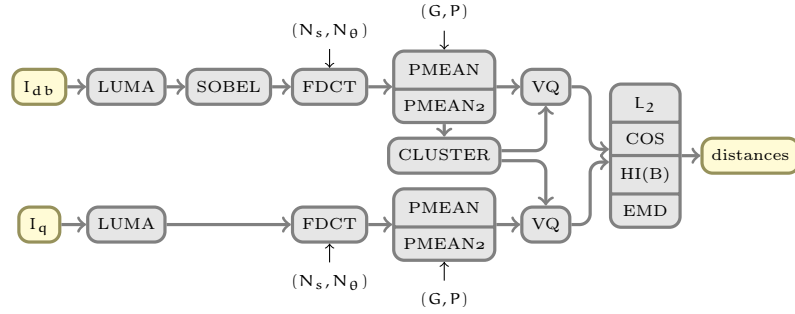 (G, P)
(N_s, N_θ)
I_db
LUMA
SOBEL
FDCT
PMEAN
PMEAN2
VQ
CLUSTER
L_2
COS
HI(B)
EMD
distances
I_q
LUMA
FDCT
PMEAN
PMEAN2
VQ
(N_s, N_θ)
(G, P)